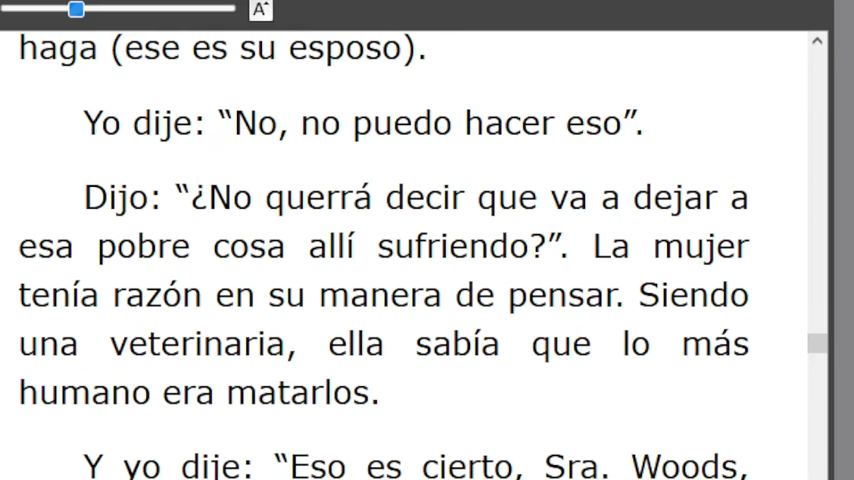 A
haga (ese es su esposo).
Yo dije: “No, no puedo hacer eso”.
Dijo: “¿No querrá decir que va a dejar a
esa pobre cosa allí sufriendo?”. La mujer
tenía razón en su manera de pensar. Siendo
una veterinaria, ella sabía que lo más
humano era matarlos.
Y yo dije: “Eso es cierto, Sra. Woods,